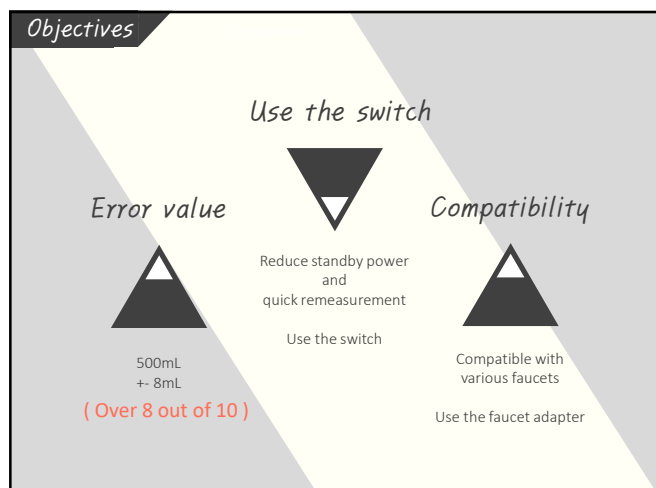 Objectives
Use the switch
Error value
Compatibility
Reduce standby power
and
quick remeasurement
Use the switch
500mL
+- 8mL
( Over 8 out of 10 )
Compatible with
various faucets
Use the faucet adapter